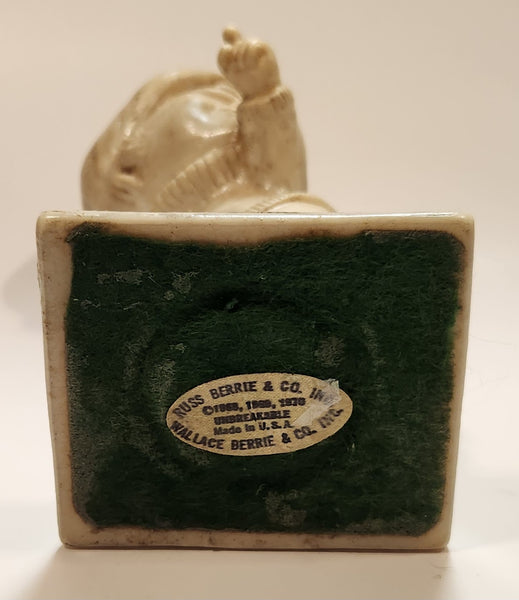 RUSS BERRIE & CO. INC.
©1968, 1969, 1970
UNBREAKABLE
Made in U.S.A.
WALLACE BERRIE & CO. INC.